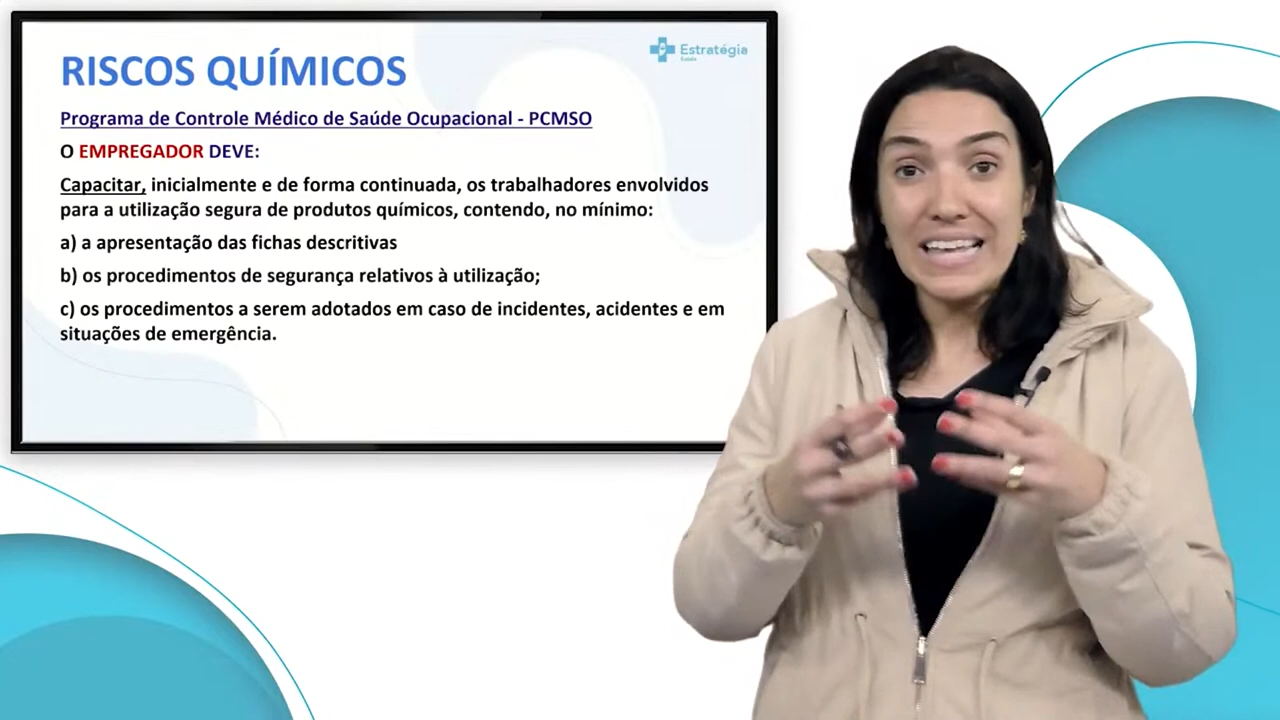 RISCOS QUÍMICOS
Estratégia
Saúde
Programa de Controle Médico de Saúde Ocupacional - PCMSO
O EMPREGADOR DEVE:
Capacitar, inicialmente e de forma continuada, os trabalhadores envolvidos
para a utilização segura de produtos químicos, contendo, no mínimo:
a) a apresentação das fichas descritivas
b) os procedimentos de segurança relativos à utilização;
c) os procedimentos a serem adotados em caso de incidentes, acidentes e em
situações de emergência.